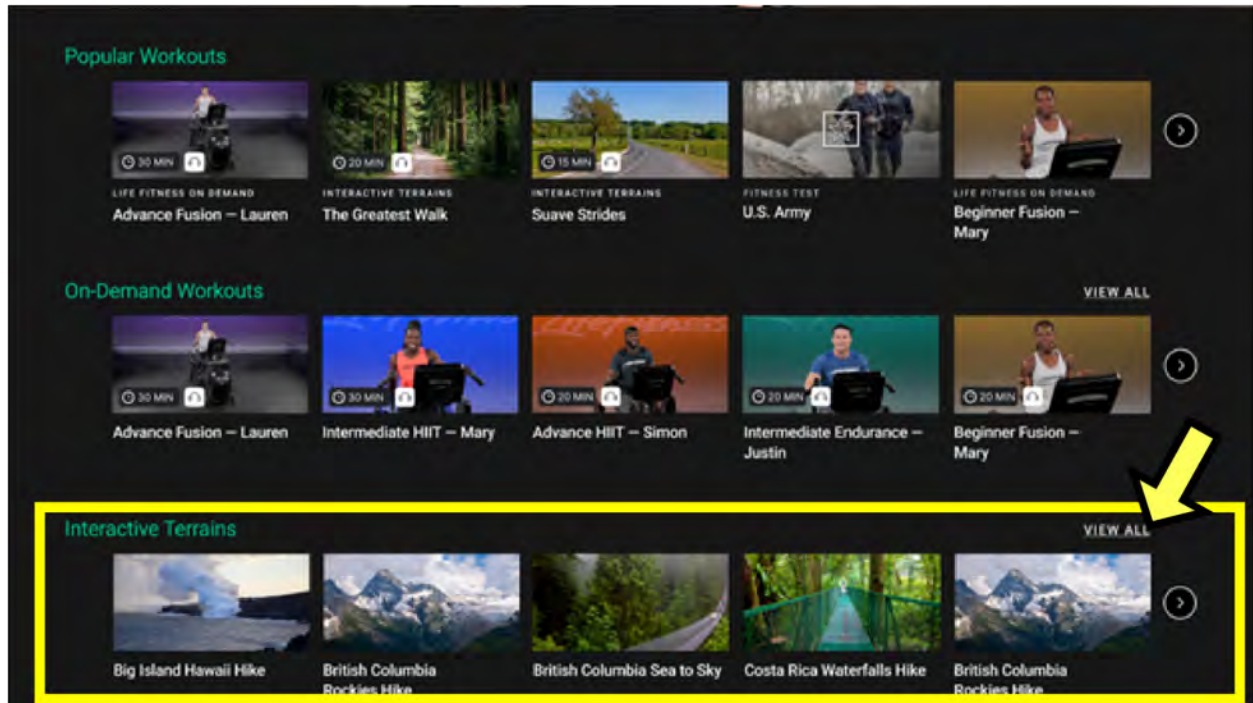 Popular Workouts
30 MIN
20 MIN
15 MIN
LIFE FITNESS ON DEMAND
Advance Fusion — Lauren
INTERACTIVE TERRAINS
The Greatest Walk
INTERACTIVE TERRAINS
Suave Strides
FITNESS TEST
U.S. Army
LIFE FITNESS ON DEMAND
Beginner Fusion —
Mary
On-Demand Workouts
VIEW ALL
30 MIN
30 MIN
20 MIN
20 MIN
20 MIN
Advance Fusion — Lauren
Intermediate HIIT — Mary
Advance HIIT — Simon
Intermediate Endurance —
Justin
Beginner Fusion —
Mary
Interactive Terrains
VIEW ALL
Big Island Hawaii Hike
British Columbia
Rockies Hike
British Columbia Sea to Sky
Costa Rica Waterfalls Hike
British Columbia
Rockies Hike